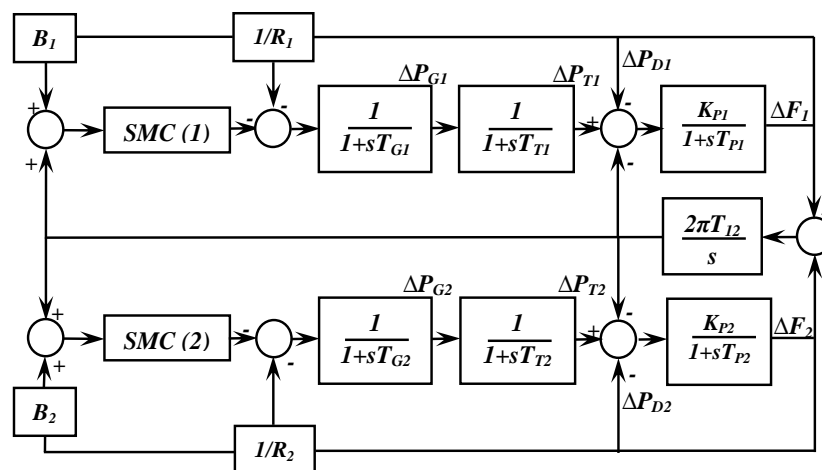 B1
1/R1
ΔPG1
ΔPT1
ΔPD1
+
-
-
-
SMC (1)
1
1+sTG1
1
1+sTT1
+
KP1
1+sTP1
ΔF1
+
-
2πT12
s
+
-
ΔPG2
ΔPT2
-
SMC (2)
1
1+sTG2
1
1+sTT2
+
KP2
1+sTP2
ΔF2
+
-
-
B2
1/R2
ΔPD2